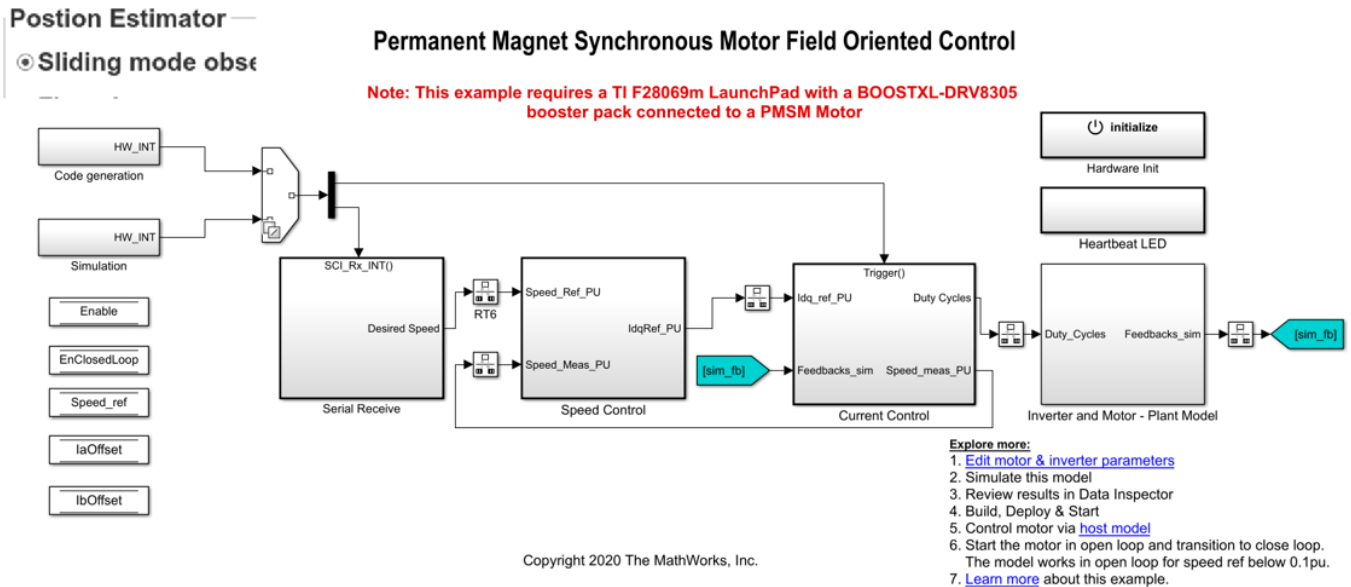 Postion Estimator
Sliding mode obse
Permanent Magnet Synchronous Motor Field Oriented Control
Note: This example requires a TI F28069m LaunchPad with a BOOSTXL-DRV8305
booster pack connected to a PMSM Motor
HW_INT
Code generation
HW_INT
Simulation
Enable
EnClosedLoop
Speed_ref
IaOffset
IbOffset
SCI_Rx_INT()
Desired Speed
Serial Receive
RT6
Speed_Ref_PU
IdqRef_PU
Speed_Meas_PU
Speed Control
[sim_fb]
Trigger()
Idq_ref_PU
Duty Cycles
Feedbacks_sim
Speed_meas_PU
Current Control
initialize
Hardware Init
Heartbeat LED
Duty_Cycles
Feedbacks_sim
Inverter and Motor - Plant Model
[sim_fb]
Explore more:
1. Edit motor & inverter parameters
2. Simulate this model
3. Review results in Data Inspector
4. Build, Deploy & Start
5. Control motor via host model
6. Start the motor in open loop and transition to close loop.
The model works in open loop for speed ref below 0.1pu.
7. Learn more about this example.
Copyright 2020 The MathWorks, Inc.